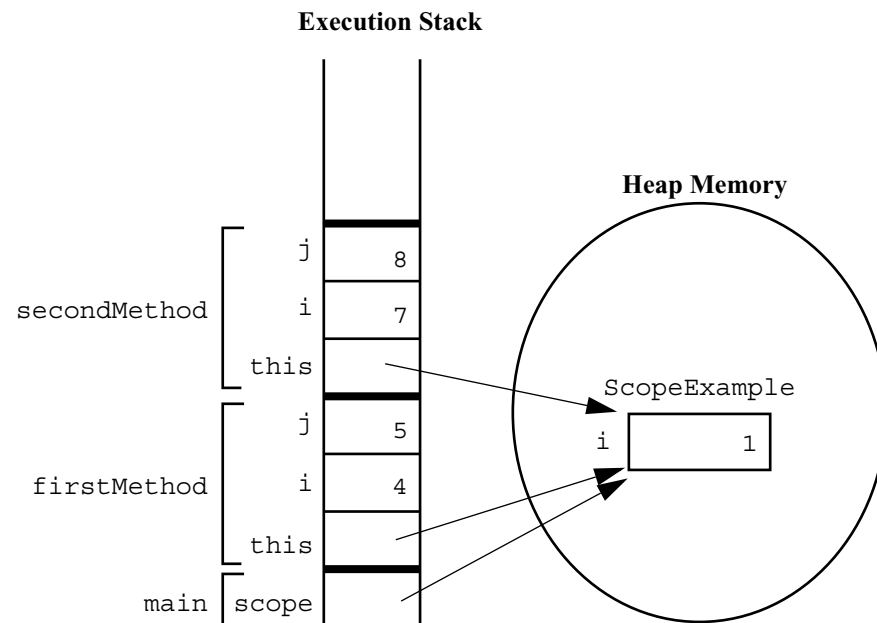 Execution Stack
Heap Memory
j 8
secondMethod i 7
this
ScopeExample
j 5
i 1
firstMethod i 4
this
main scope